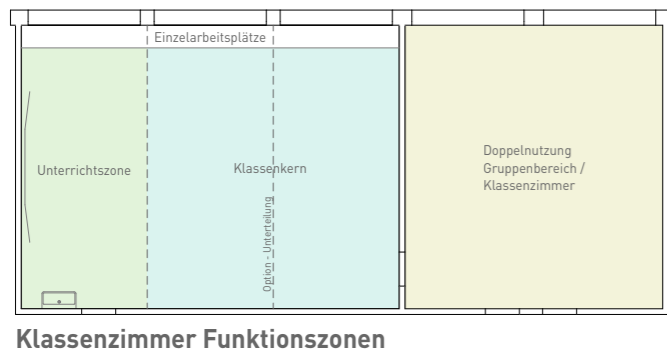 Einzelarbeitsplätze
Unterrichtszone
Klassenkern
Option - Unterteilung
Doppelnutzung
Gruppenbereich /
Klassenzimmer
Klassenzimmer Funktionszonen